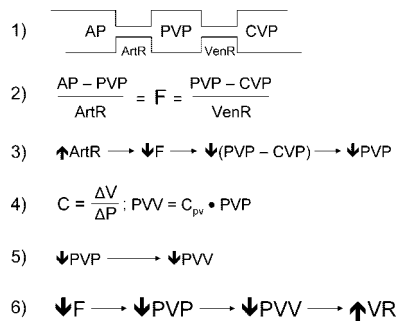 1) AP PVP CVP
ArtR VenR
2) (AP – PVP)/ArtR = F = (PVP – CVP)/VenR
3) ↑ArtR → ↓F → ↓(PVP – CVP) → ↓PVP
4) C = ΔV/ΔP ; PVV = Cpv • PVP
5) ↓PVP → ↓PVV
6) ↓F → ↓PVP → ↓PVV → ↑VR